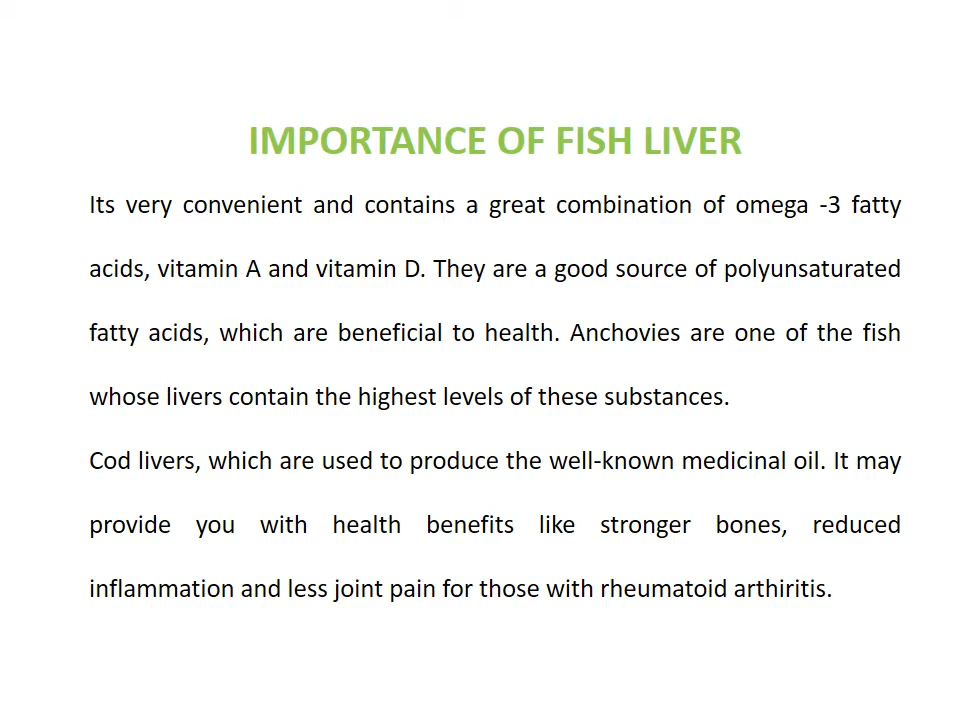 IMPORTANCE OF FISH LIVER
Its very convenient and contains a great combination of omega -3 fatty
acids, vitamin A and vitamin D. They are a good source of polyunsaturated
fatty acids, which are beneficial to health. Anchovies are one of the fish
whose livers contain the highest levels of these substances.
Cod livers, which are used to produce the well-known medicinal oil. It may
provide you with health benefits like stronger bones, reduced
inflammation and less joint pain for those with rheumatoid arthiritis.